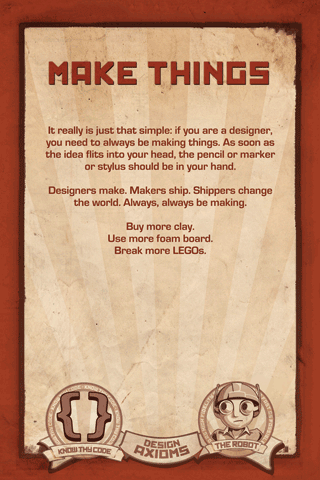 MAKE THINGS
It really is just that simple: if you are a designer,
you need to always be making things. As soon as
the idea flits into your head, the pencil or marker
or stylus should be in your hand.
Designers make. Makers ship. Shippers change
the world. Always, always be making.
Buy more clay.
Use more foam board.
Break more LEGOs.
{ }
KNOW THY CODE
DESIGN
AXIOMS
THE ROBOT